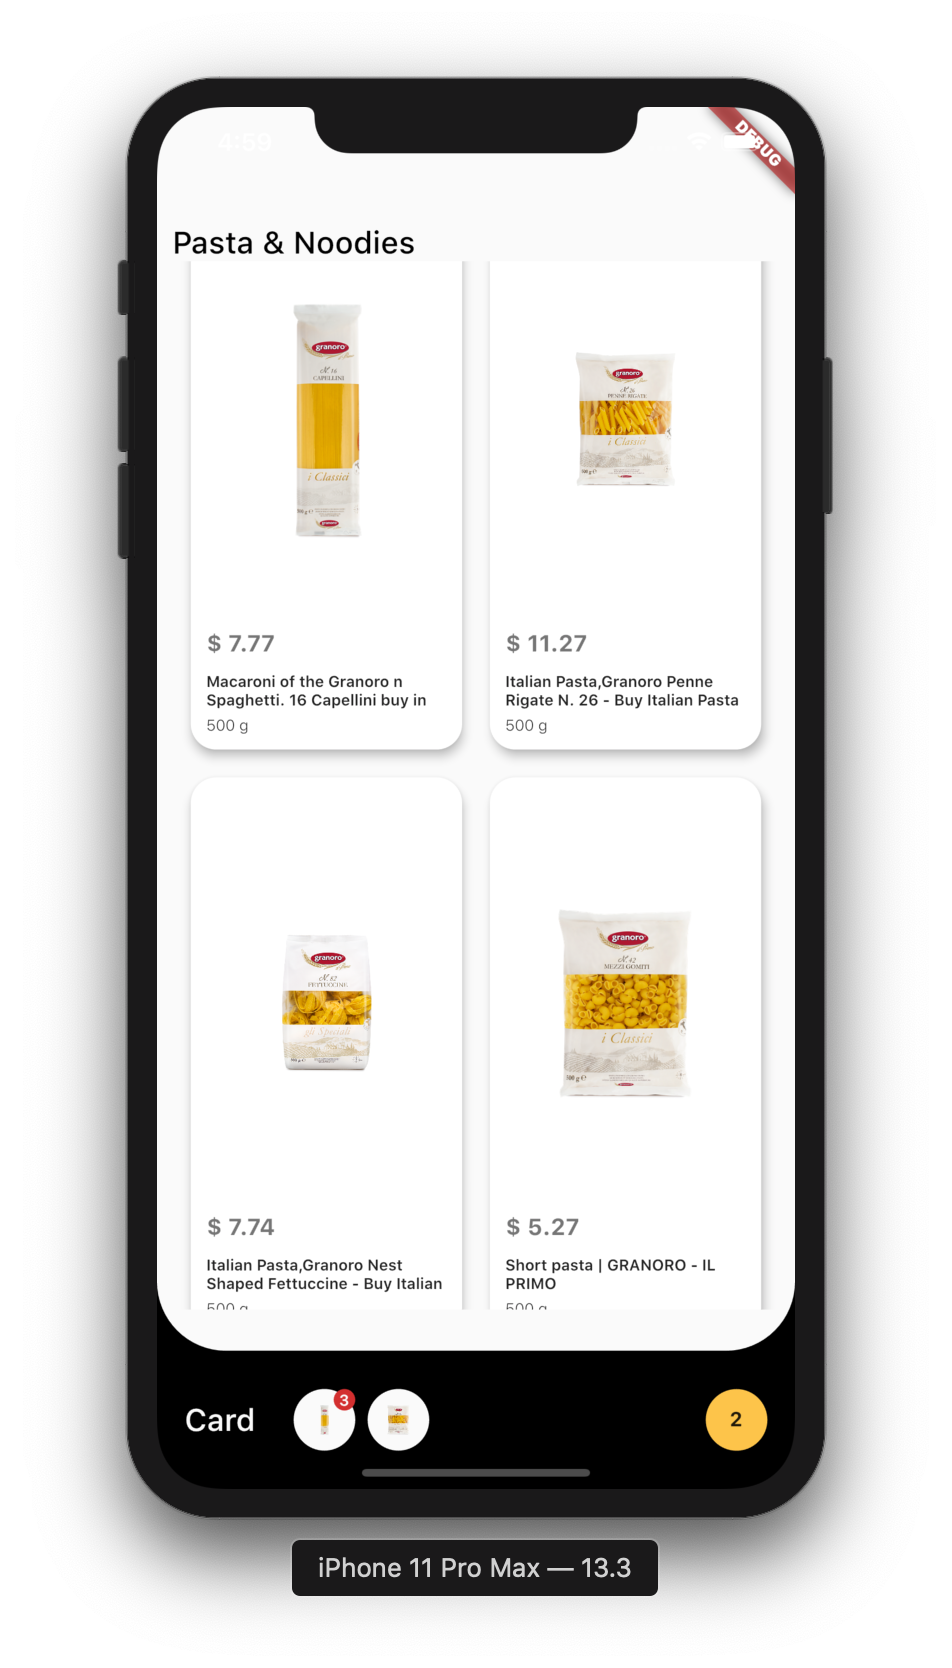 4:59
DEBUG
Pasta & Noodies
granoro
N. 16
CAPELLINI
i Classici
granoro
N. 26
PENNE RIGATE
i Classici
$ 7.77
Macaroni of the Granoro n
Spaghetti. 16 Capellini buy in
500 g
$ 11.27
Italian Pasta,Granoro Penne
Rigate N. 26 - Buy Italian Pasta
500 g
granoro
N. 82
FETTUCCINE
gli Speciali
granoro
N. 42
MEZZI GOMITI
i Classici
$ 7.74
Italian Pasta,Granoro Nest
Shaped Fettuccine - Buy Italian
500 g
$ 5.27
Short pasta | GRANORO - IL
PRIMO
500 g
Card
3
2
iPhone 11 Pro Max — 13.3